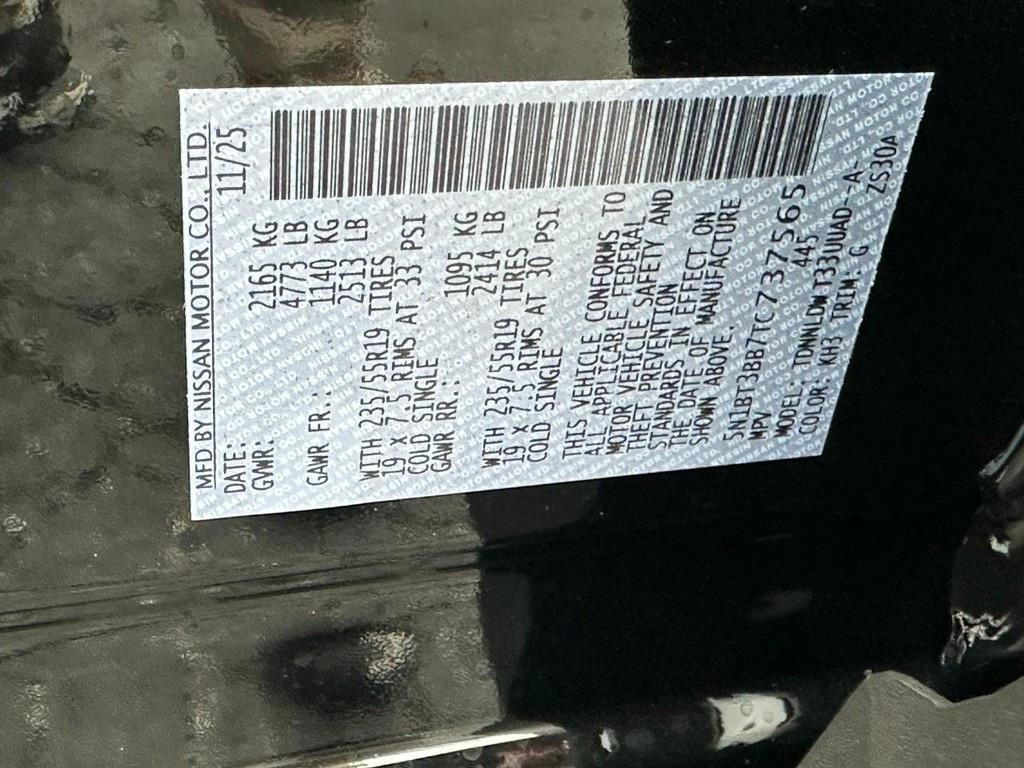 MFD BY NISSAN MOTOR CO., LTD.
DATE: 11/25
GVWR: 2165 KG
4773 LB
GAWR FR.: 1140 KG
2513 LB
WITH 235/55R19 TIRES
19 x 7.5 RIMS AT 33 PSI
COLD SINGLE
GAWR RR.: 1095 KG
2414 LB
WITH 235/55R19 TIRES
19 x 7.5 RIMS AT 30 PSI
COLD SINGLE
THIS VEHICLE CONFORMS TO
ALL APPLICABLE FEDERAL
MOTOR VEHICLE SAFETY AND
THEFT PREVENTION
STANDARDS IN EFFECT ON
THE DATE OF MANUFACTURE
SHOWN ABOVE.
5N1BT3BB7TC737565
MPV 445
MODEL: TDNNLDWT33UUAD--A-
COLOR: KH3 TRIM: G ZS30A